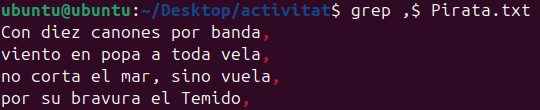 ubuntu@ubuntu:~/Desktop/activitat$ grep ,$ Pirata.txt
Con diez canones por banda,
viento en popa a toda vela,
no corta el mar, sino vuela,
por su bravura el Temido,